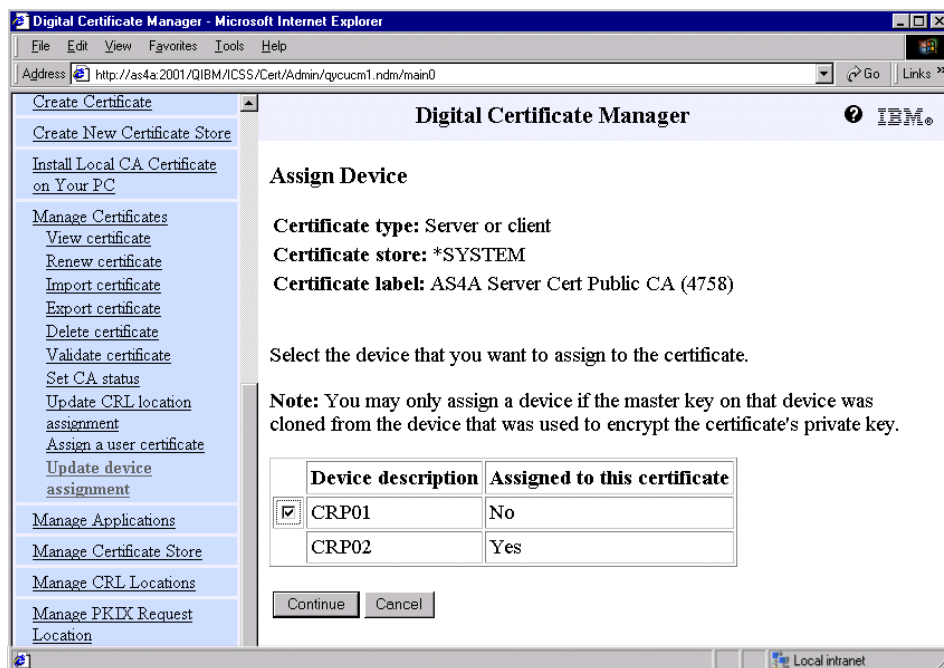 Digital Certificate Manager - Microsoft Internet Explorer
File Edit View Favorites Tools Help
Address http://as4a:2001/QIBM/ICSS/Cert/Admin/qycucm1.ndm/main0 Go Links »
Create Certificate
Create New Certificate Store
Install Local CA Certificate
on Your PC
Manage Certificates
View certificate
Renew certificate
Import certificate
Export certificate
Delete certificate
Validate certificate
Set CA status
Update CRL location
assignment
Assign a user certificate
Update device
assignment
Manage Applications
Manage Certificate Store
Manage CRL Locations
Manage PKIX Request
Location
Digital Certificate Manager
IBM®
Assign Device
Certificate type: Server or client
Certificate store: *SYSTEM
Certificate label: AS4A Server Cert Public CA (4758)
Select the device that you want to assign to the certificate.
Note: You may only assign a device if the master key on that device was
cloned from the device that was used to encrypt the certificate's private key.
Device description Assigned to this certificate
CRP01 No
CRP02 Yes
Continue Cancel
Local intranet